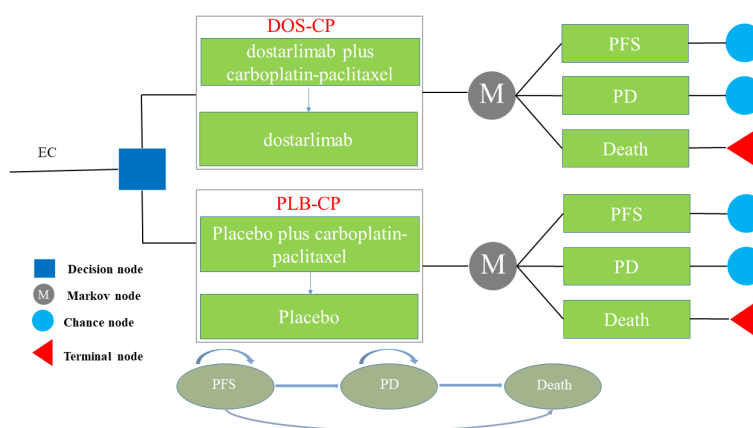 DOS-CP
dostarlimab plus
carboplatin-paclitaxel
dostarlimab
M
PFS
PD
Death
EC
PLB-CP
Placebo plus carboplatin-
paclitaxel
Placebo
M
PFS
PD
Death
Decision node
M
Markov node
Chance node
Terminal node
PFS
PD
Death